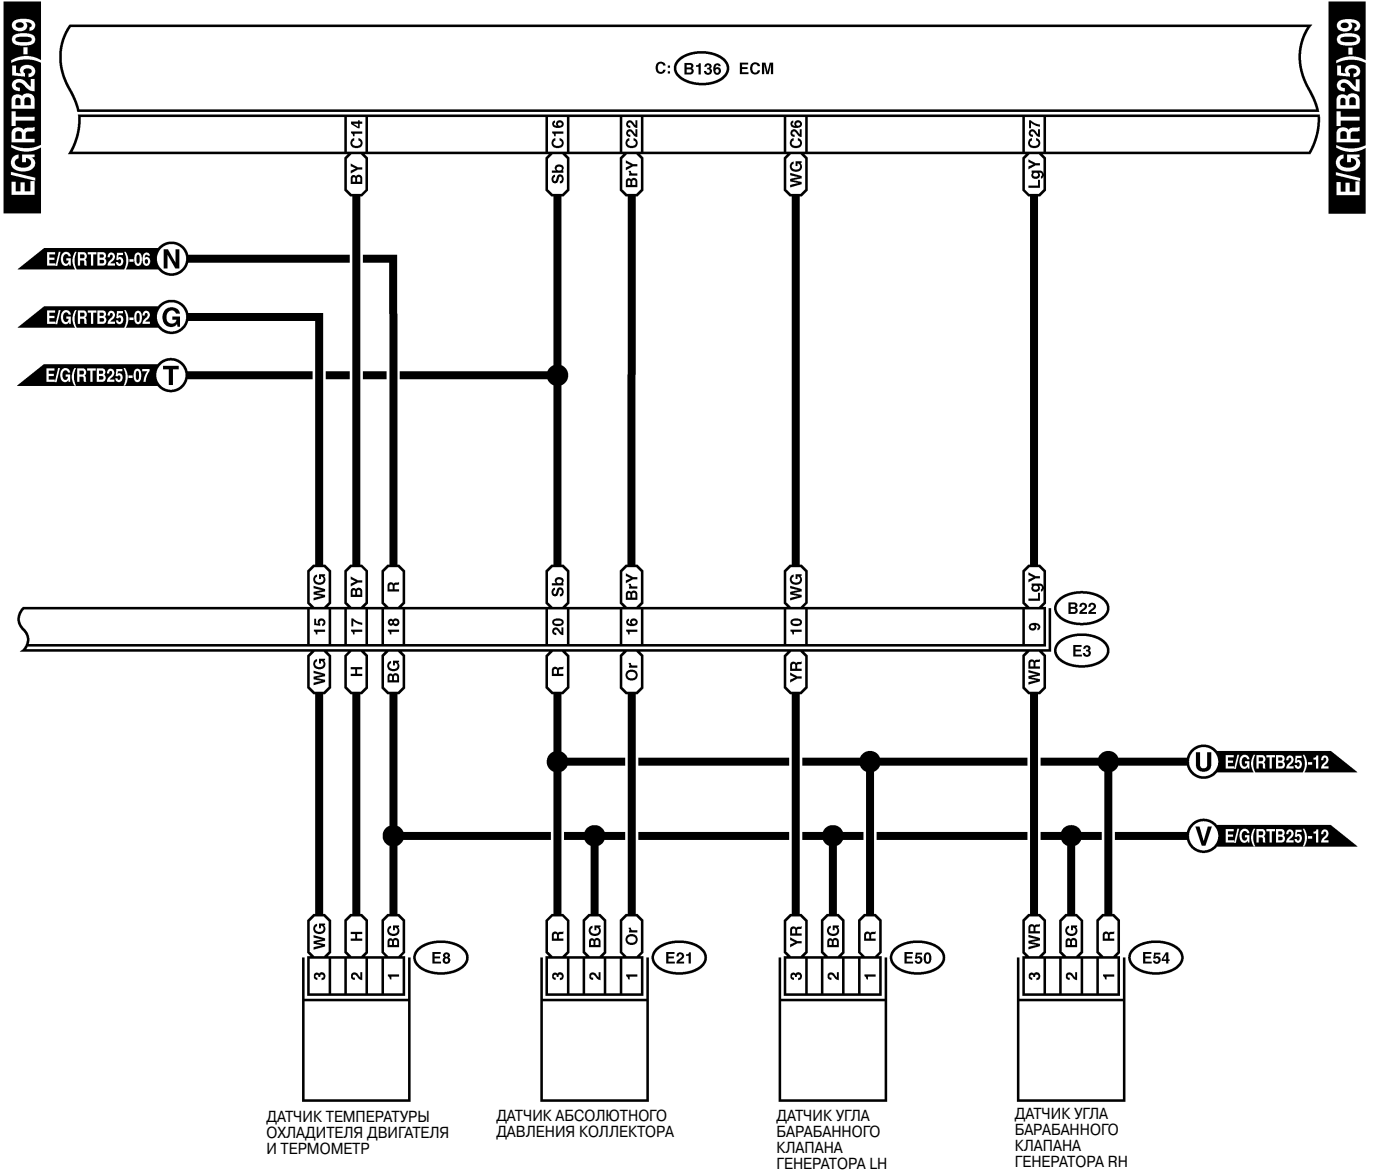 E/G(RTB25)-09
E/G(RTB25)-09
C: B136 ECM
C14 C16 C22 C26 C27
BY Sb BrY WG LgY
E/G(RTB25)-06 N
E/G(RTB25)-02 G
E/G(RTB25)-07 T
WG BY R Sb BrY WG LgY
B22
15 17 18 20 16 10 9
E3
WG H BG R Or YR WR
U E/G(RTB25)-12
V E/G(RTB25)-12
WG H BG R BG Or YR BG R WR BG R
E8 E21 E50 E54
3 2 1 3 2 1 3 2 1 3 2 1
ДАТЧИК ТЕМПЕРАТУРЫ
ОХЛАДИТЕЛЯ ДВИГАТЕЛЯ
И ТЕРМОМЕТР
ДАТЧИК АБСОЛЮТНОГО
ДАВЛЕНИЯ КОЛЛЕКТОРА
ДАТЧИК УГЛА
БАРАБАННОГО
КЛАПАНА
ГЕНЕРАТОРА LH
ДАТЧИК УГЛА
БАРАБАННОГО
КЛАПАНА
ГЕНЕРАТОРА RH